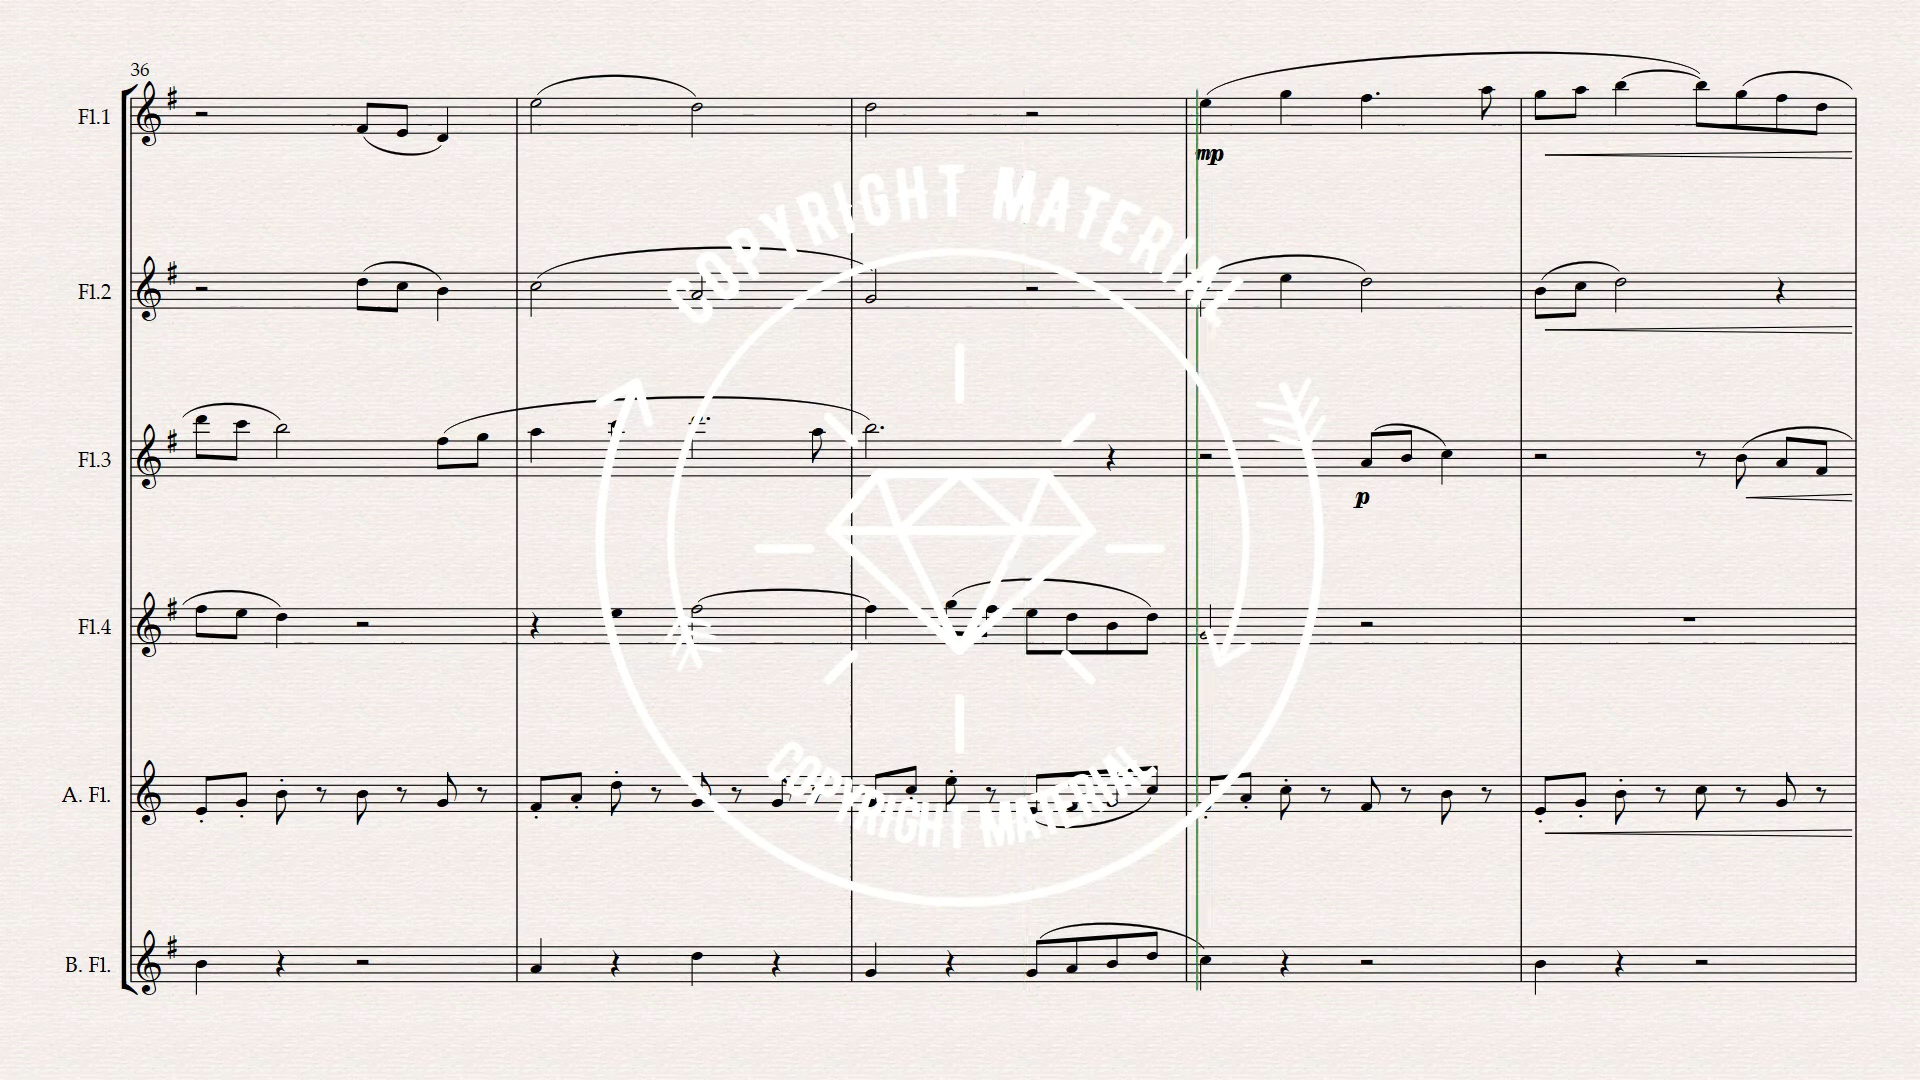 36
Fl.1
mp
COPYRIGHT MATERIAL
Fl.2
Fl.3
p
Fl.4
A. Fl.
COPYRIGHT MATERIAL
B. Fl.